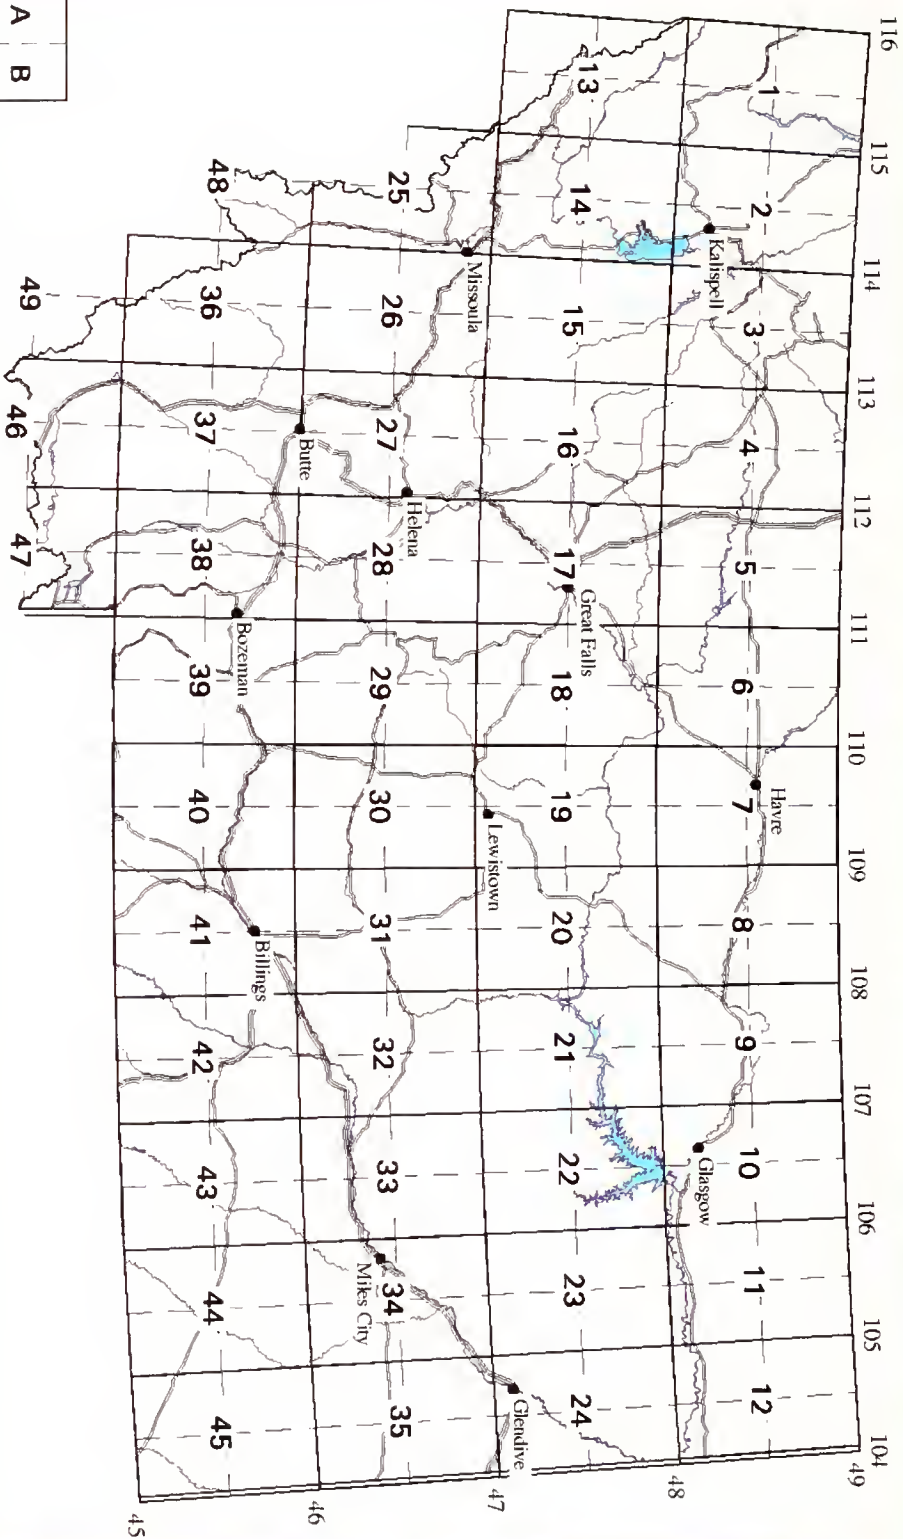 116 115 114 113 112 111 110 109 108 107 106 105 104
49
1 2 3 4 5 6 7 8 9 10 11 12
Kalispell
Havre
Glasgow
48
13 14 15 16 17 18 19 20 21 22 23 24
Great Falls
47
Missoula
Lewistown
Glendive
25 26 27 28 29 30 31 32 33 34 35
Helena
Miles City
46
Butte
Billings
Bozeman
48 36 37 38 39 40 41 42 43 44 45
45
49 46 47
A B